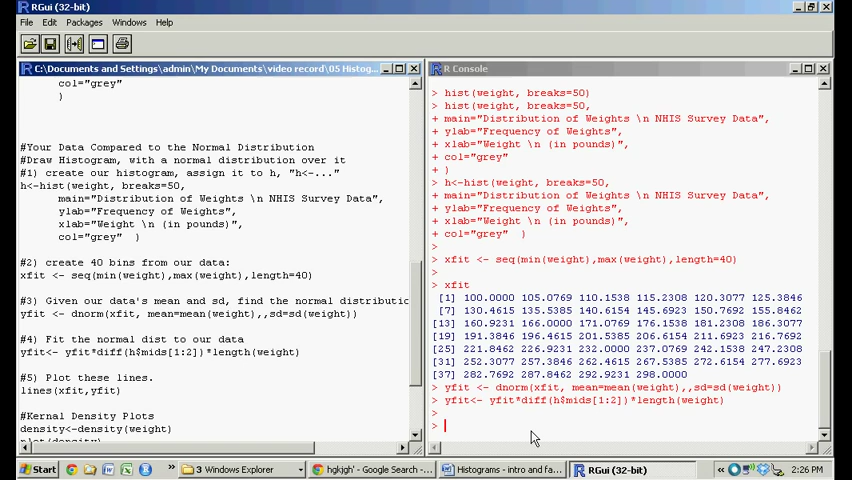 RGui (32-bit)
File Edit Packages Windows Help
C:\Documents and Settings\admin\My Documents\video record\05 Histog...
col="grey"
)
#Your Data Compared to the Normal Distribution
#Draw Histogram, with a normal distribution over it
#1) create our histogram, assign it to h, "h<-..."
h<-hist(weight, breaks=50,
main="Distribution of Weights \n NHIS Survey Data",
ylab="Frequency of Weights",
xlab="Weight \n (in pounds)",
col="grey" )
#2) create 40 bins from our data:
xfit <- seq(min(weight),max(weight),length=40)
#3) Given our data's mean and sd, find the normal distributio
yfit <- dnorm(xfit, mean=mean(weight),,sd=sd(weight))
#4) Fit the normal dist to our data
yfit<- yfit*diff(h$mids[1:2])*length(weight)
#5) Plot these lines.
lines(xfit,yfit)
#Kernal Density Plots
density<-density(weight)
plot(density)
R Console
> hist(weight, breaks=50)
> hist(weight, breaks=50,
+ main="Distribution of Weights \n NHIS Survey Data",
+ ylab="Frequency of Weights",
+ xlab="Weight \n (in pounds)",
+ col="grey"
+ )
> h<-hist(weight, breaks=50,
+ main="Distribution of Weights \n NHIS Survey Data",
+ ylab="Frequency of Weights",
+ xlab="Weight \n (in pounds)",
+ col="grey" )
>
> xfit <- seq(min(weight),max(weight),length=40)
>
> xfit
[1] 100.0000 105.0769 110.1538 115.2308 120.3077 125.3846
[7] 130.4615 135.5385 140.6154 145.6923 150.7692 155.8462
[13] 160.9231 166.0000 171.0769 176.1538 181.2308 186.3077
[19] 191.3846 196.4615 201.5385 206.6154 211.6923 216.7692
[25] 221.8462 226.9231 232.0000 237.0769 242.1538 247.2308
[31] 252.3077 257.3846 262.4615 267.5385 272.6154 277.6923
[37] 282.7692 287.8462 292.9231 298.0000
> yfit <- dnorm(xfit, mean=mean(weight),,sd=sd(weight))
> yfit<- yfit*diff(h$mids[1:2])*length(weight)
>
>
Start » 3 Windows Explorer hgkjgh' - Google Search -... Histograms - intro and fa... RGui (32-bit) « 2:26 PM